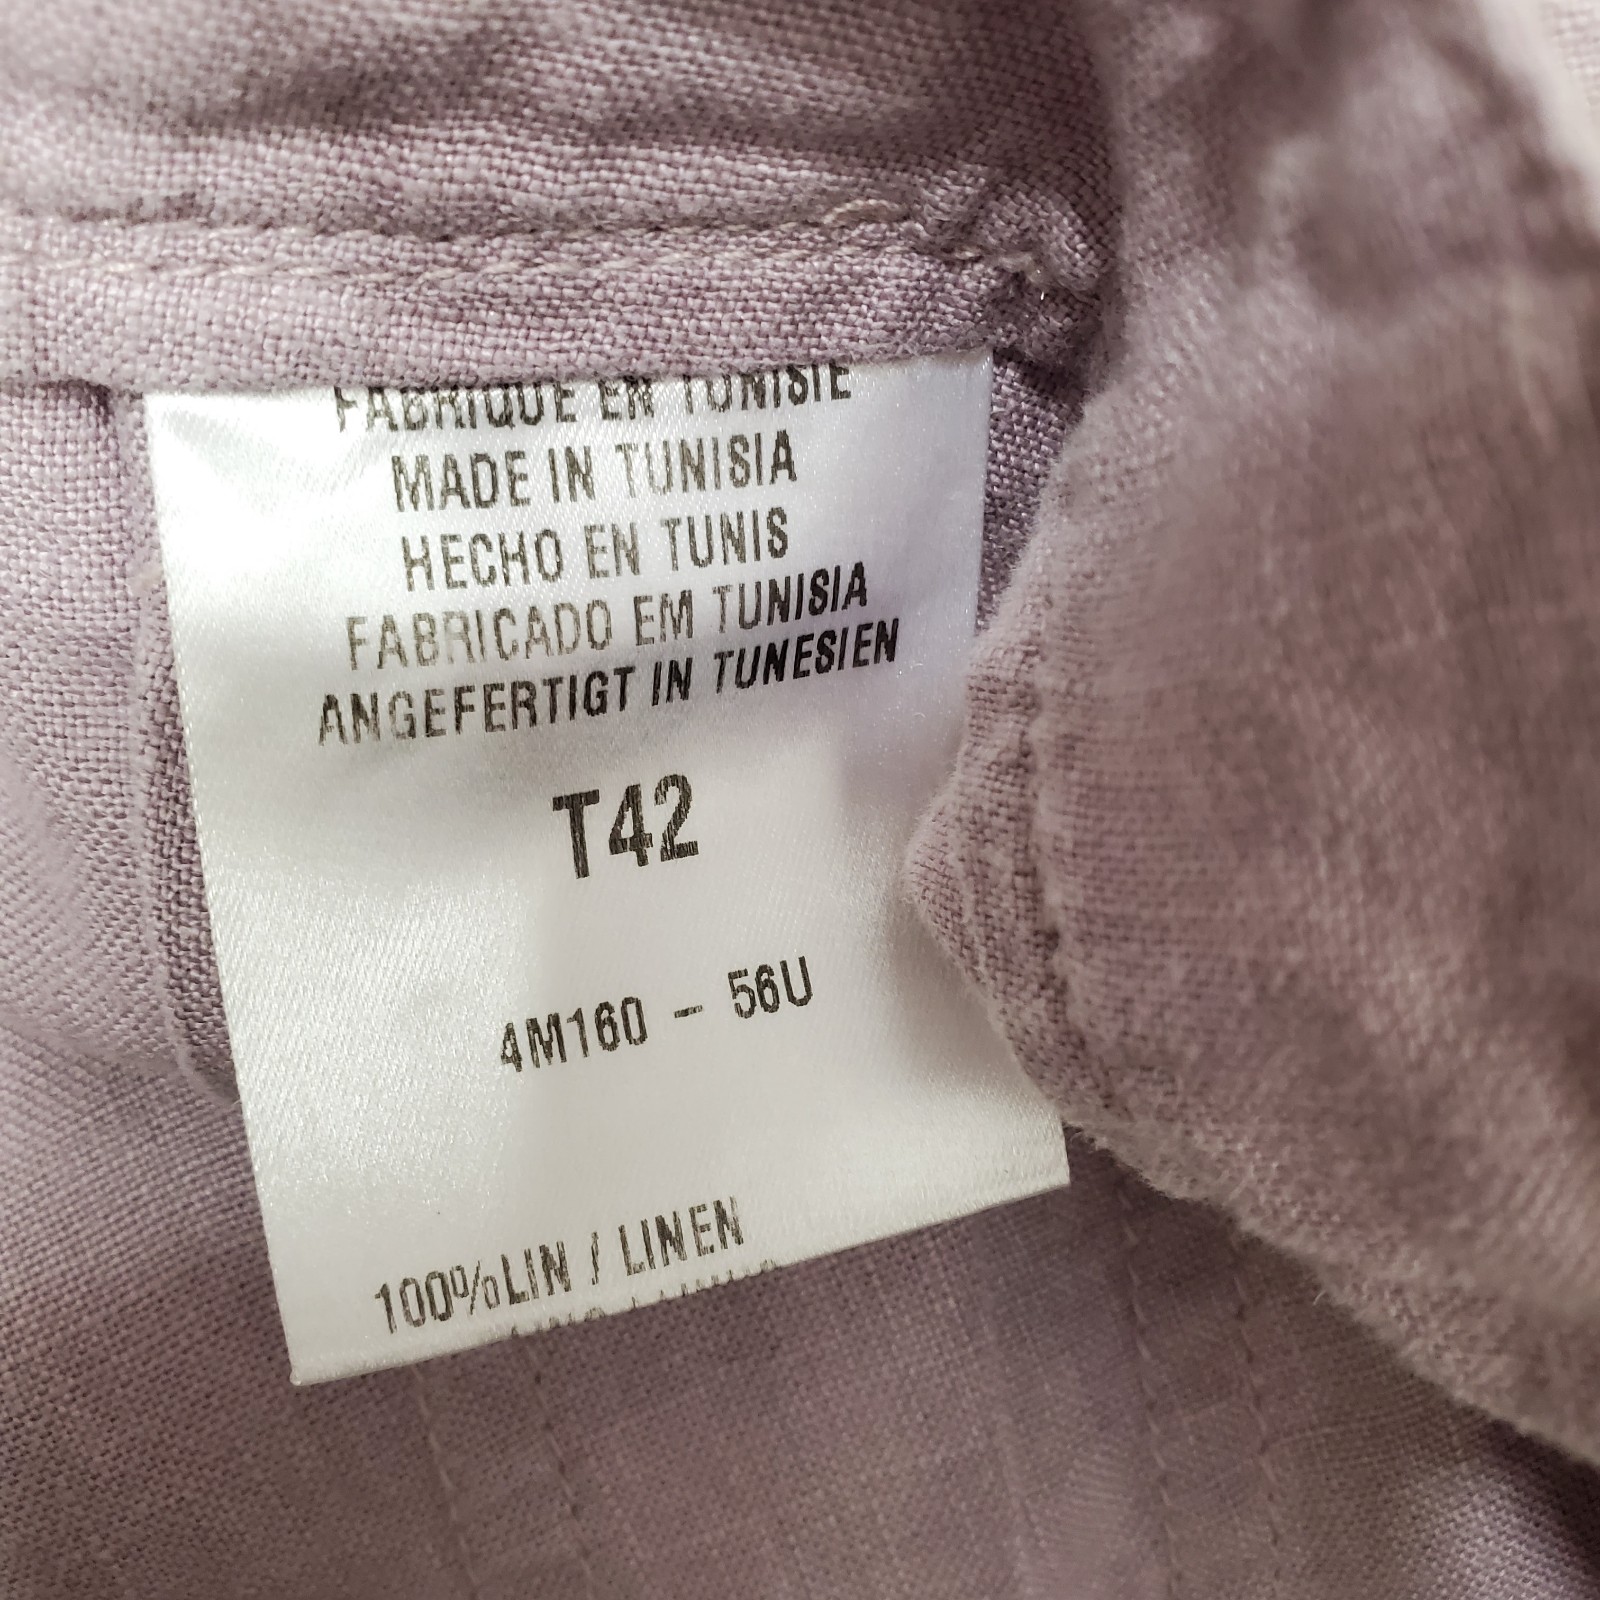 FABRIQUE EN TUNISIE
MADE IN TUNISIA
HECHO EN TUNIS
FABRICADO EM TUNISIA
ANGEFERTIGT IN TUNESIEN
T42
4M160 - 56U
100%LIN / LINEN